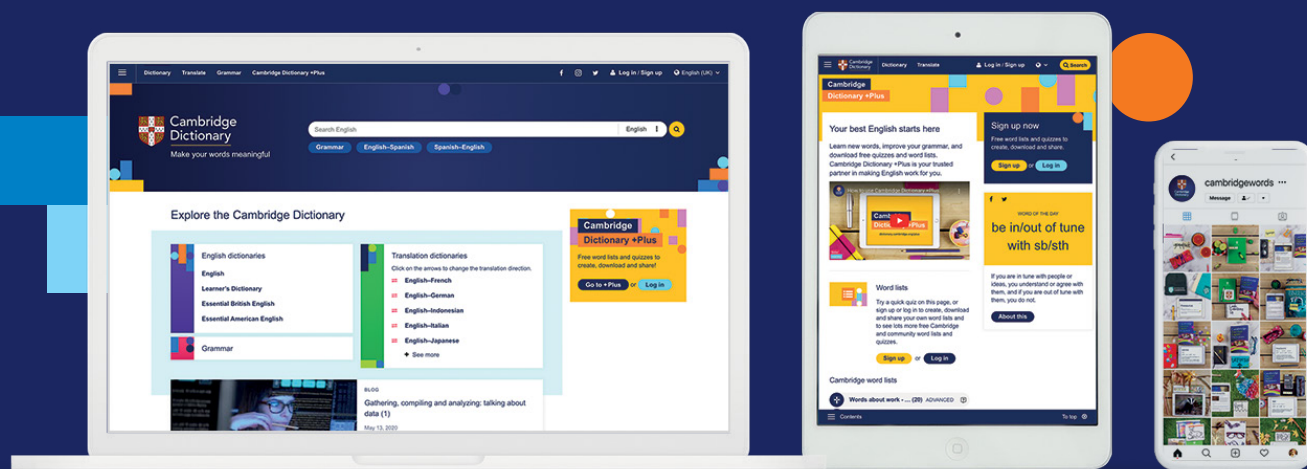 Dictionary Translate Grammar Cambridge Dictionary +Plus
Log in / Sign up English (UK)
Cambridge
Dictionary
Make your words meaningful
Search English
English
Grammar English–Spanish Spanish–English
Explore the Cambridge Dictionary
English dictionaries
English
Learner's Dictionary
Essential British English
Essential American English
Grammar
Translation dictionaries
Click on the arrows to change the translation direction.
English–French
English–German
English–Indonesian
English–Italian
English–Japanese
+ See more
Cambridge
Dictionary +Plus
Free word lists and quizzes to
create, download and share!
Go to +Plus or Log in
BLOG
Gathering, compiling and analyzing: talking about
data (1)
May 13, 2020
Cambridge
Dictionary
Dictionary Translate
Log in / Sign up
Search
Cambridge
Dictionary +Plus
Your best English starts here
Learn new words, improve your grammar, and
download free quizzes and word lists.
Cambridge Dictionary +Plus is your trusted
partner in making English work for you.
How to use Cambridge Dictionary +Plus
Word lists
Try a quick quiz on this page, or
sign up or log in to create, download
and share your own word lists and
to see lots more free Cambridge
and community word lists and
quizzes.
Sign up or Log in
Cambridge word lists
Words about work - ... (20) ADVANCED
Contents
To top
Sign up now
Free word lists and quizzes to
create, download and share.
Sign up or Log in
WORD OF THE DAY
be in/out of tune
with sb/sth
If you are in tune with people or
ideas, you understand or agree with
them, and if you are out of tune with
them, you do not.
About this
cambridgewords
Message